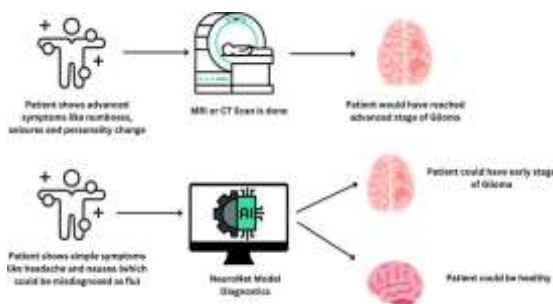 Patient shows advanced
symptoms like numbness,
seizures and personality change
MRI or CT Scan is done
Patient would have reached
advanced stage of Glioma
Patient shows simple symptoms
like headache and nausea (which
could be misdiagnosed as flu)
AI
NeuroNet Model
Diagnostics
Patient could have early stage
of Glioma
Patient could be healthy